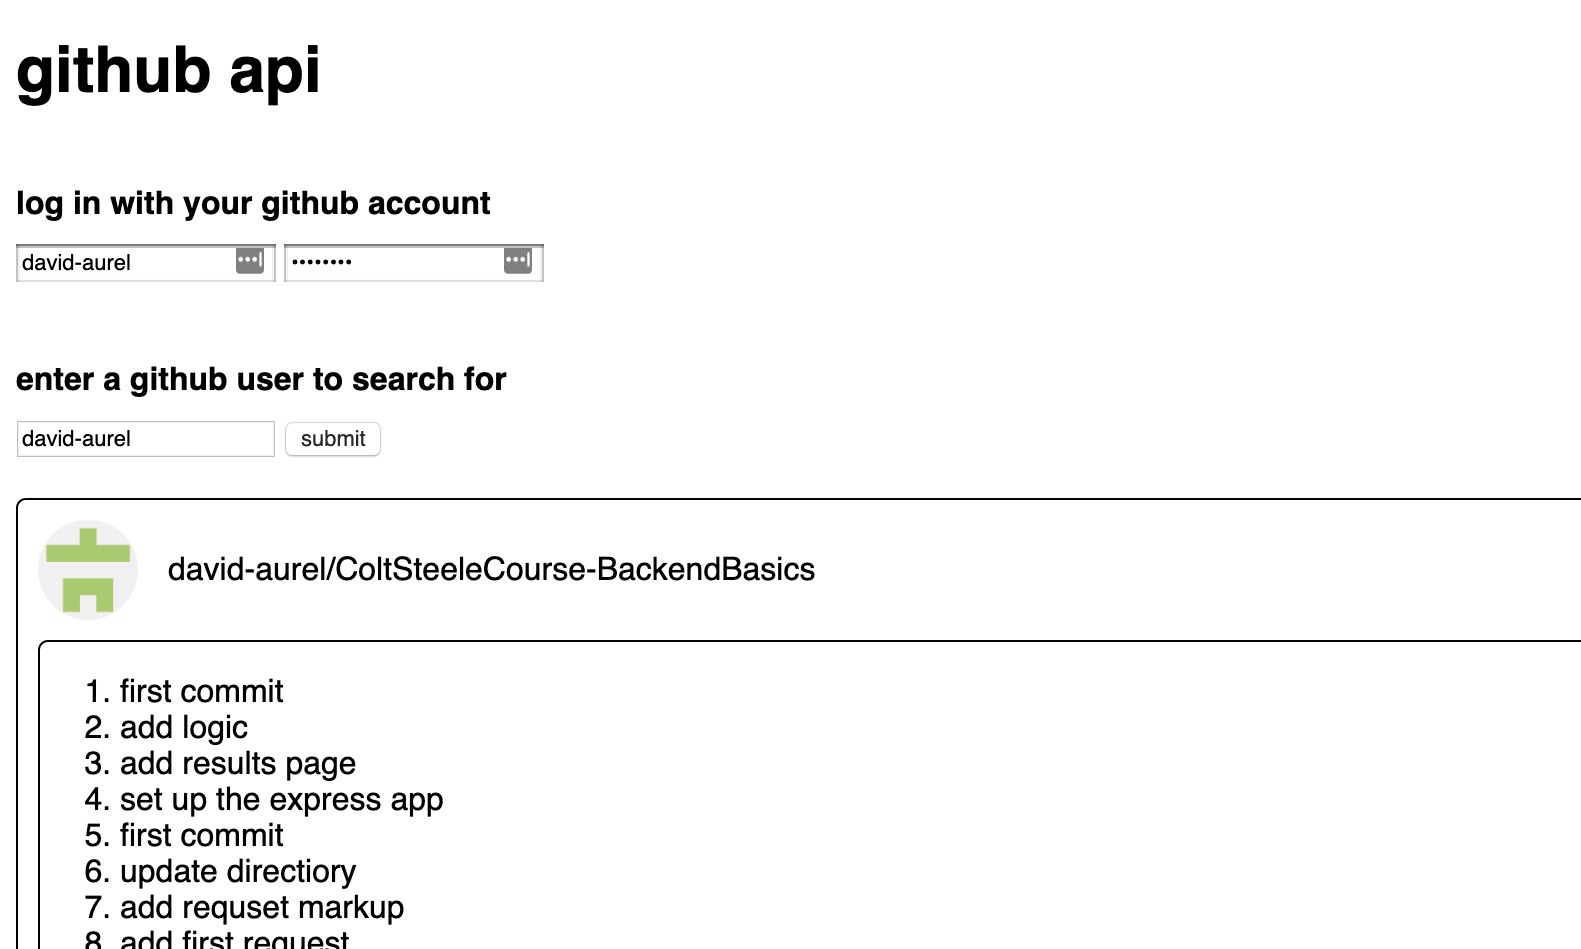 github api
log in with your github account
david-aurel ••••••••
enter a github user to search for
david-aurel submit
david-aurel/ColtSteeleCourse-BackendBasics
1. first commit
2. add logic
3. add results page
4. set up the express app
5. first commit
6. update directiory
7. add requset markup
8. add first request